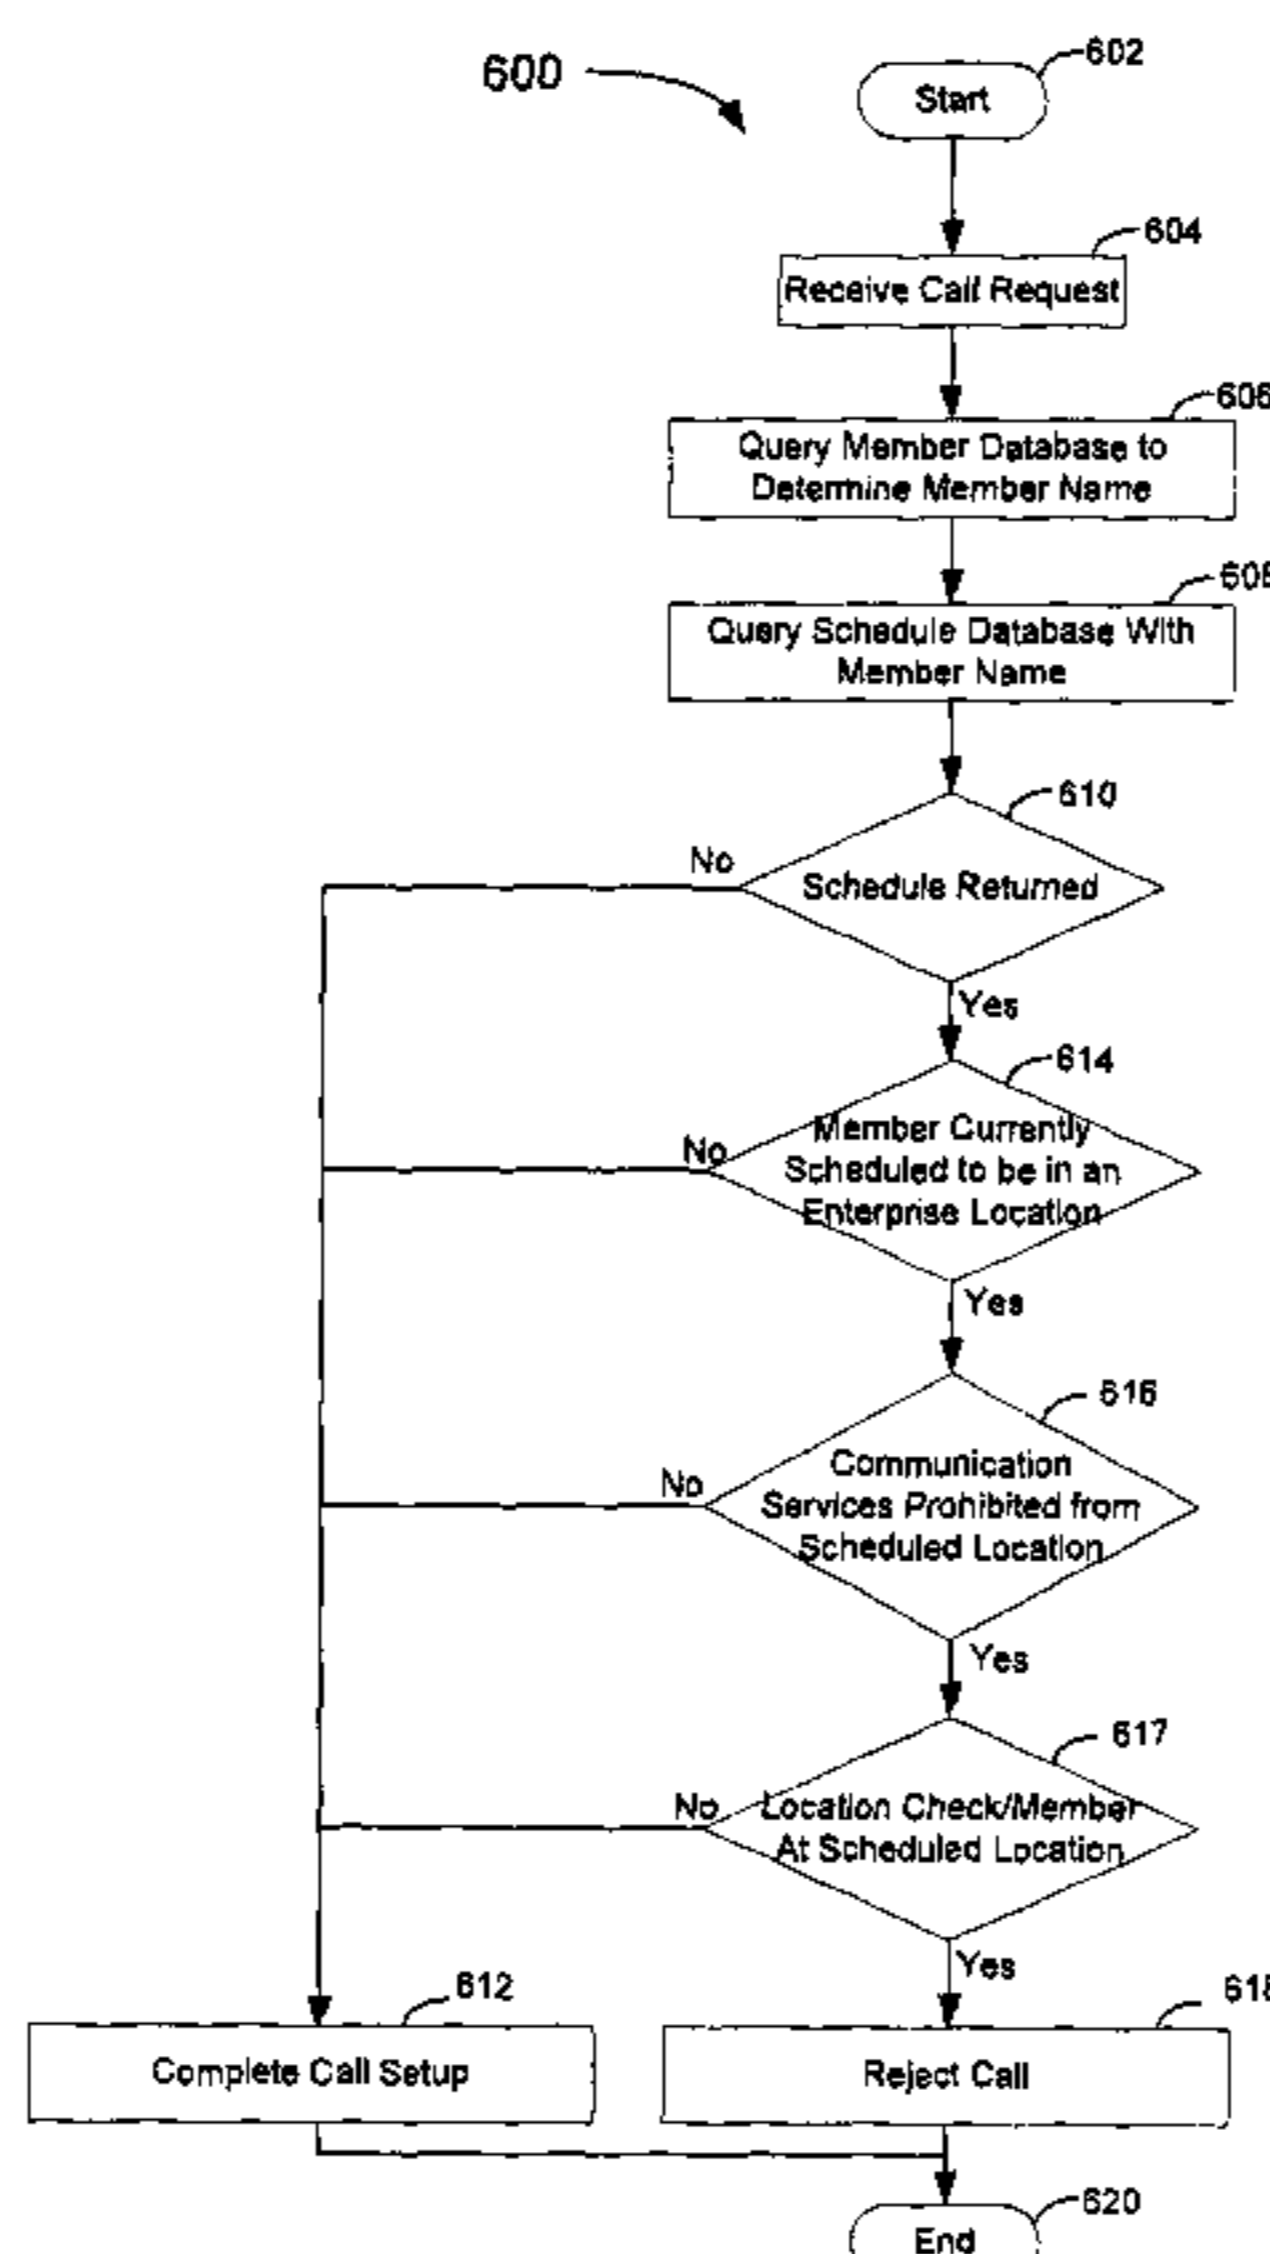 600
602
Start
604
Receive Call Request
606
Query Member Database to
Determine Member Name
608
Query Schedule Database With
Member Name
610
No
Schedule Returned
Yes
614
No
Member Currently
Scheduled to be in an
Enterprise Location
Yes
616
No
Communication
Services Prohibited from
Scheduled Location
Yes
617
No
Location Check/Member
At Scheduled Location
Yes
612
618
Complete Call Setup
Reject Call
620
End